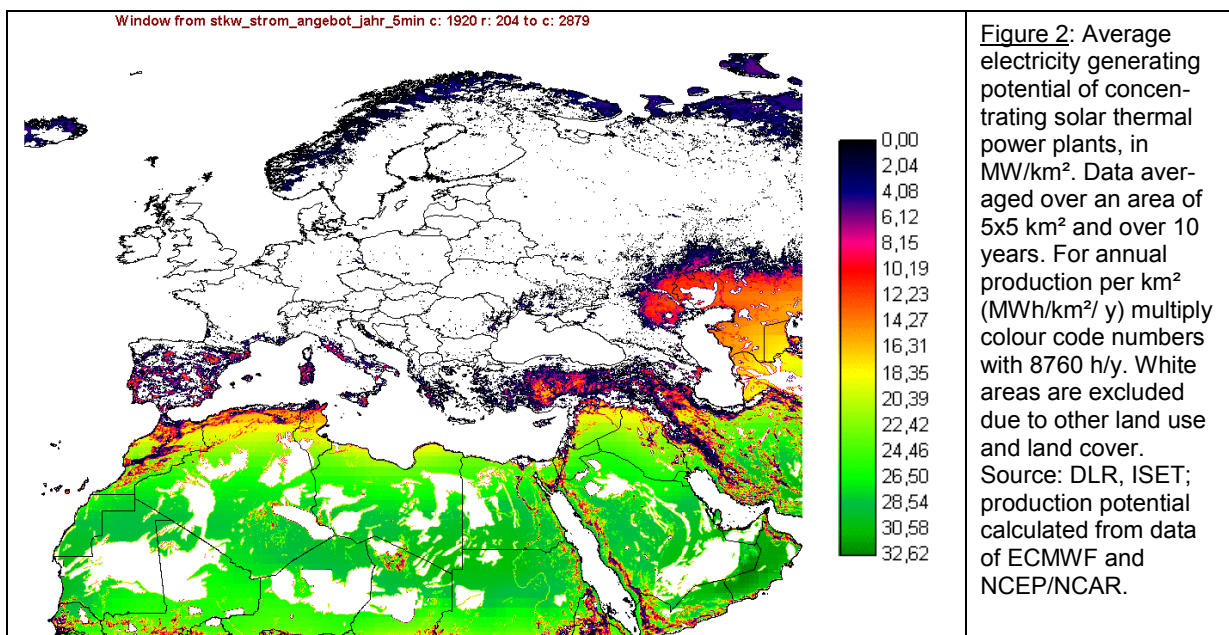 Window from stkw_strom_angebot_jahr_5min c: 1920 r: 204 to c: 2879
0,00
2,04
4,08
6,12
8,15
10,19
12,23
14,27
16,31
18,35
20,39
22,42
24,46
26,50
28,54
30,58
32,62
Figure 2: Average
electricity generating
potential of concen-
trating solar thermal
power plants, in
MW/km². Data aver-
aged over an area of
5x5 km² and over 10
years. For annual
production per km²
(MWh/km²/ y) multiply
colour code numbers
with 8760 h/y. White
areas are excluded
due to other land use
and land cover.
Source: DLR, ISET;
production potential
calculated from data
of ECMWF and
NCEP/NCAR.